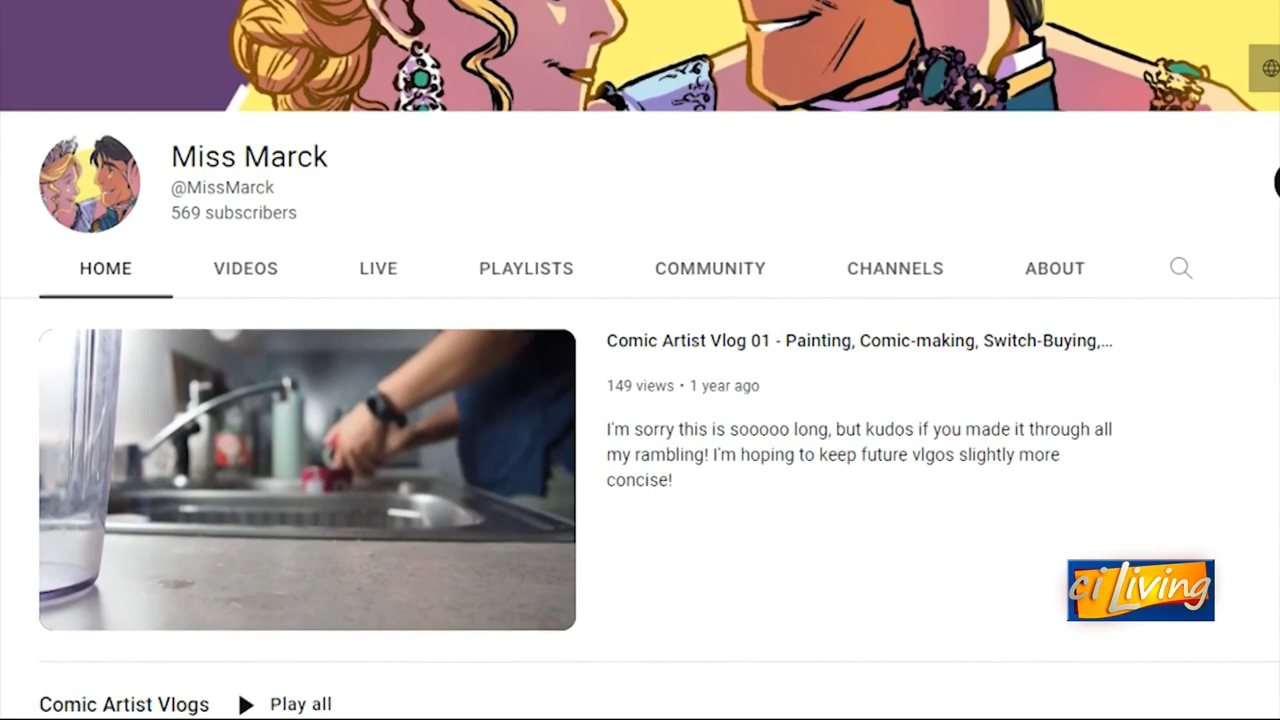 Miss Marck
@MissMarck
569 subscribers
HOME VIDEOS LIVE PLAYLISTS COMMUNITY CHANNELS ABOUT
Comic Artist Vlog 01 - Painting, Comic-making, Switch-Buying,...
149 views • 1 year ago
I'm sorry this is sooooo long, but kudos if you made it through all
my rambling! I'm hoping to keep future vlgos slightly more
concise!
ci Living
Comic Artist Vlogs Play all